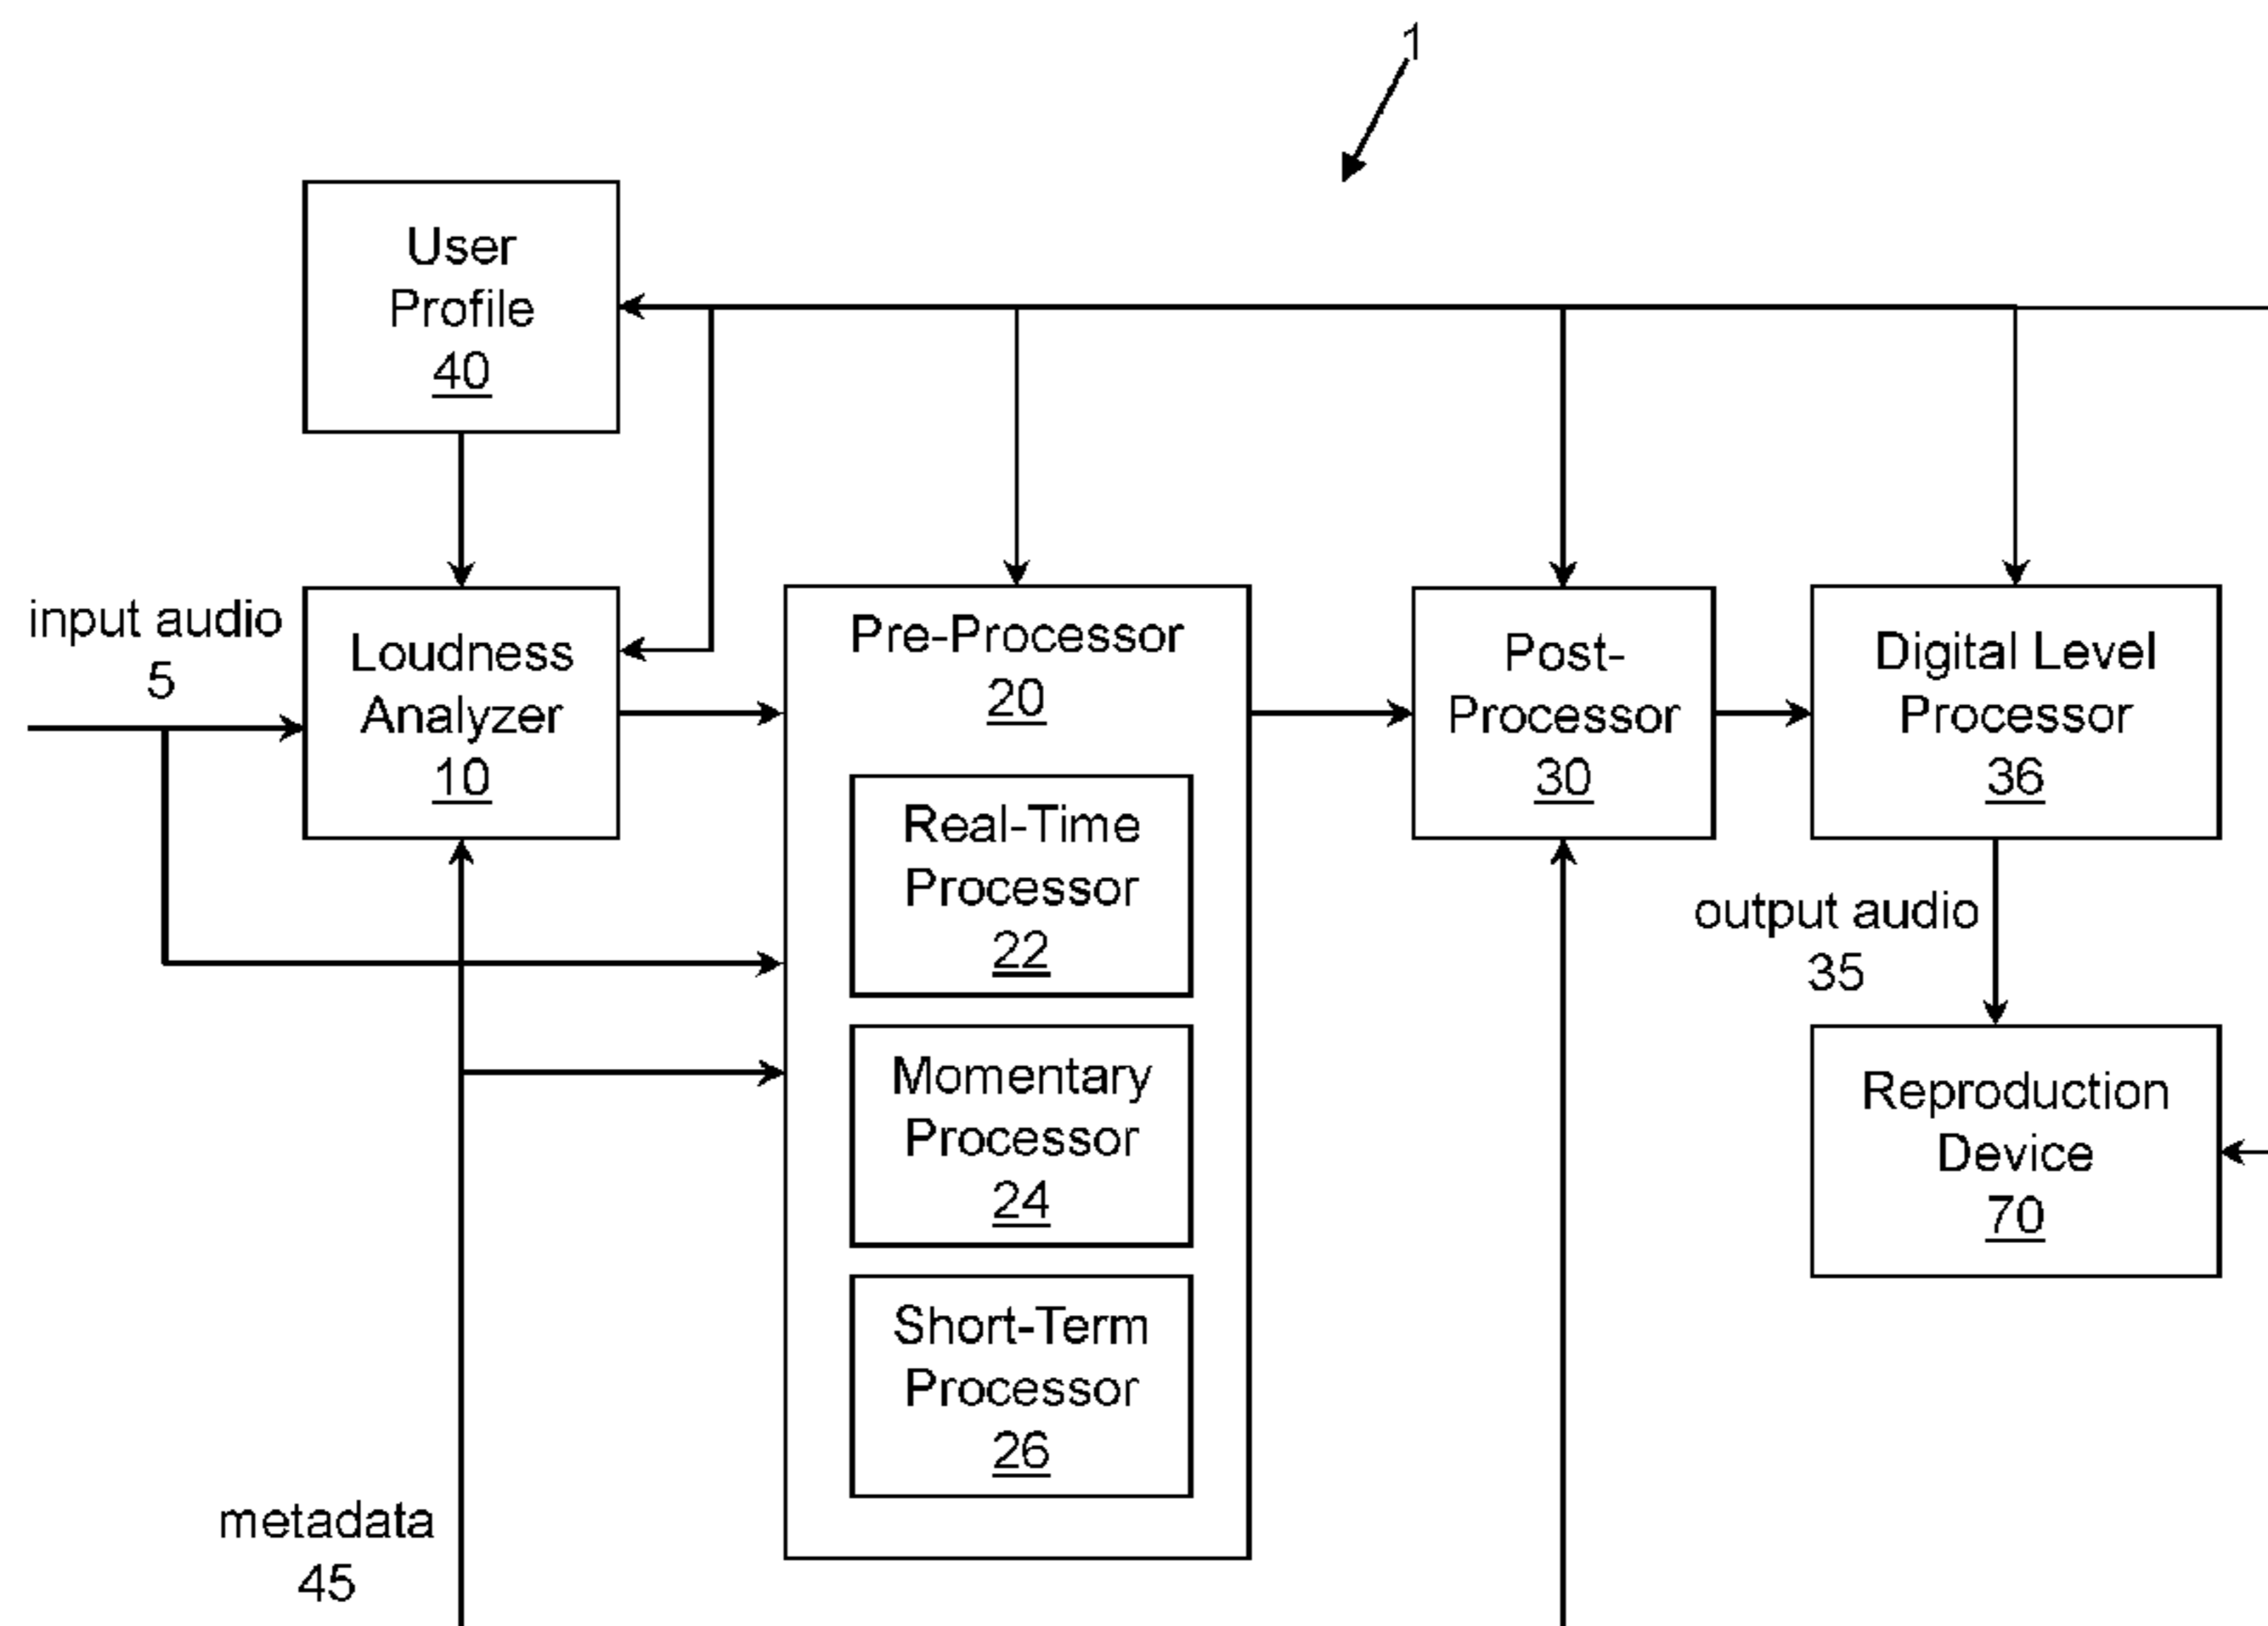 1
User
Profile
40
input audio
5
Loudness
Analyzer
10
Pre-Processor
20
Real-Time
Processor
22
Momentary
Processor
24
Short-Term
Processor
26
Post-
Processor
30
Digital Level
Processor
36
output audio
35
Reproduction
Device
70
metadata
45